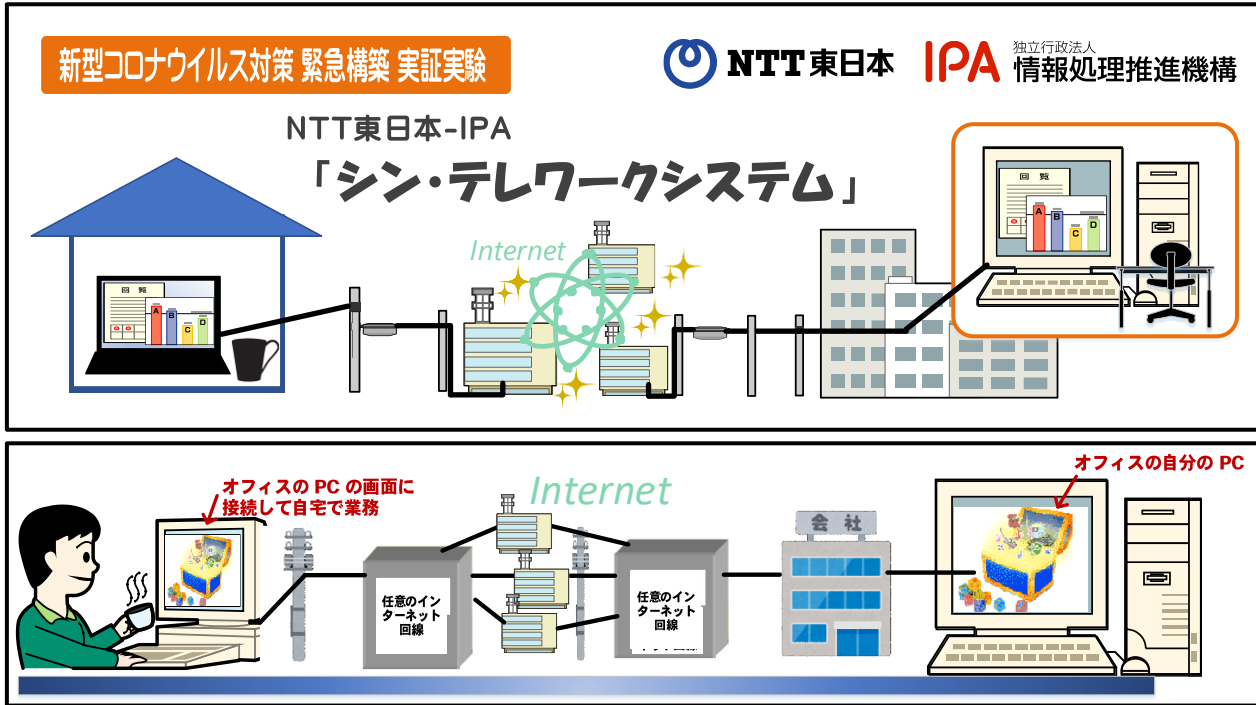 新型コロナウイルス対策 緊急構築 実証実験
NTT東日本
IPA
独立行政法人
情報処理推進機構
NTT東日本-IPA
「シン・テレワークシステム」
Internet
回覧
A
B
C
D
回覧
A
B
C
D
オフィスの PC の画面に
接続して自宅で業務
Internet
オフィスの自分の PC
会社
任意のイン
ターネット
回線
任意のイン
ターネット
回線